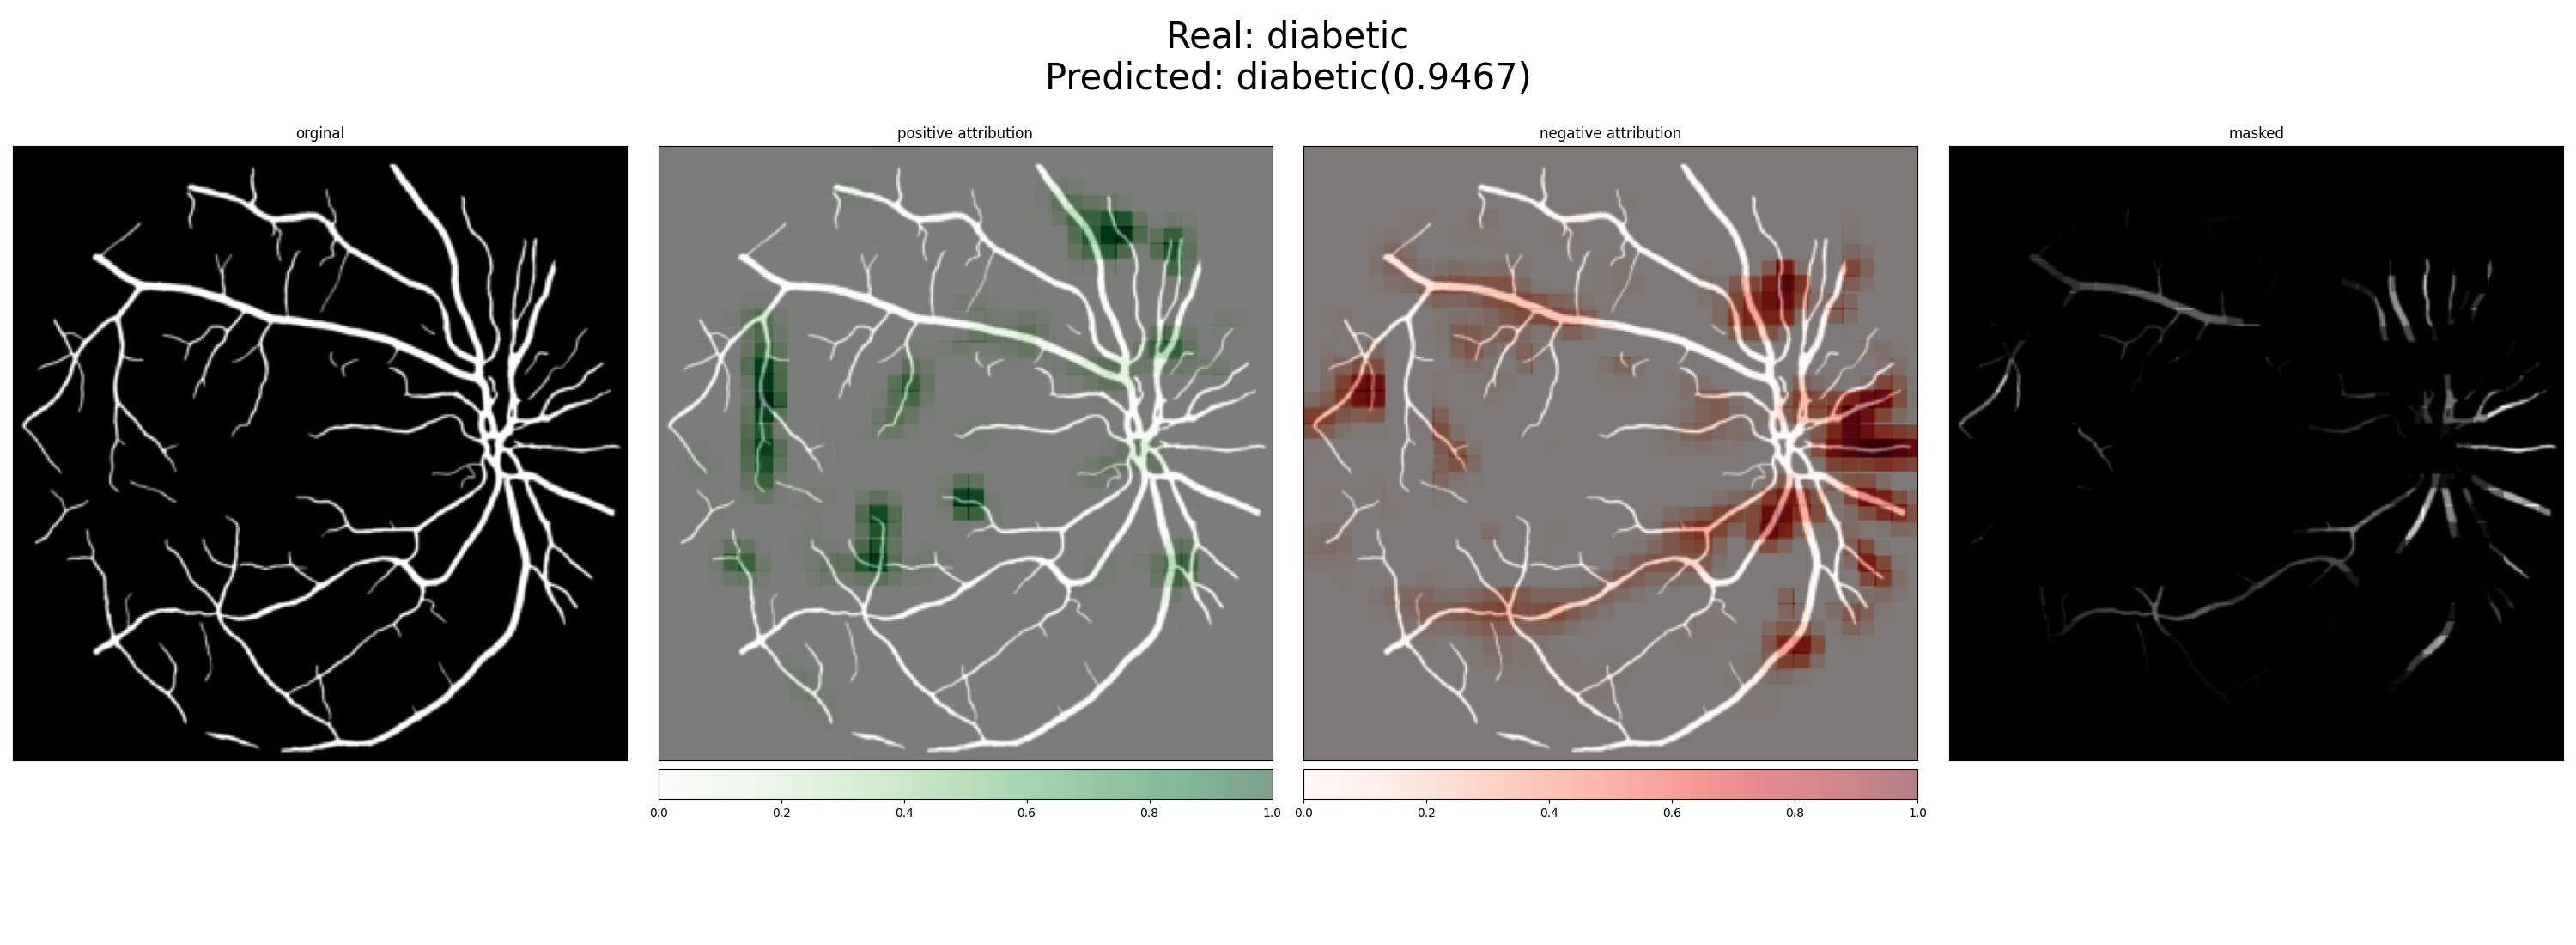 Real: diabetic
Predicted: diabetic(0.9467)
orginal
positive attribution
negative attribution
masked
0.0 0.2 0.4 0.6 0.8 1.0
0.0 0.2 0.4 0.6 0.8 1.0